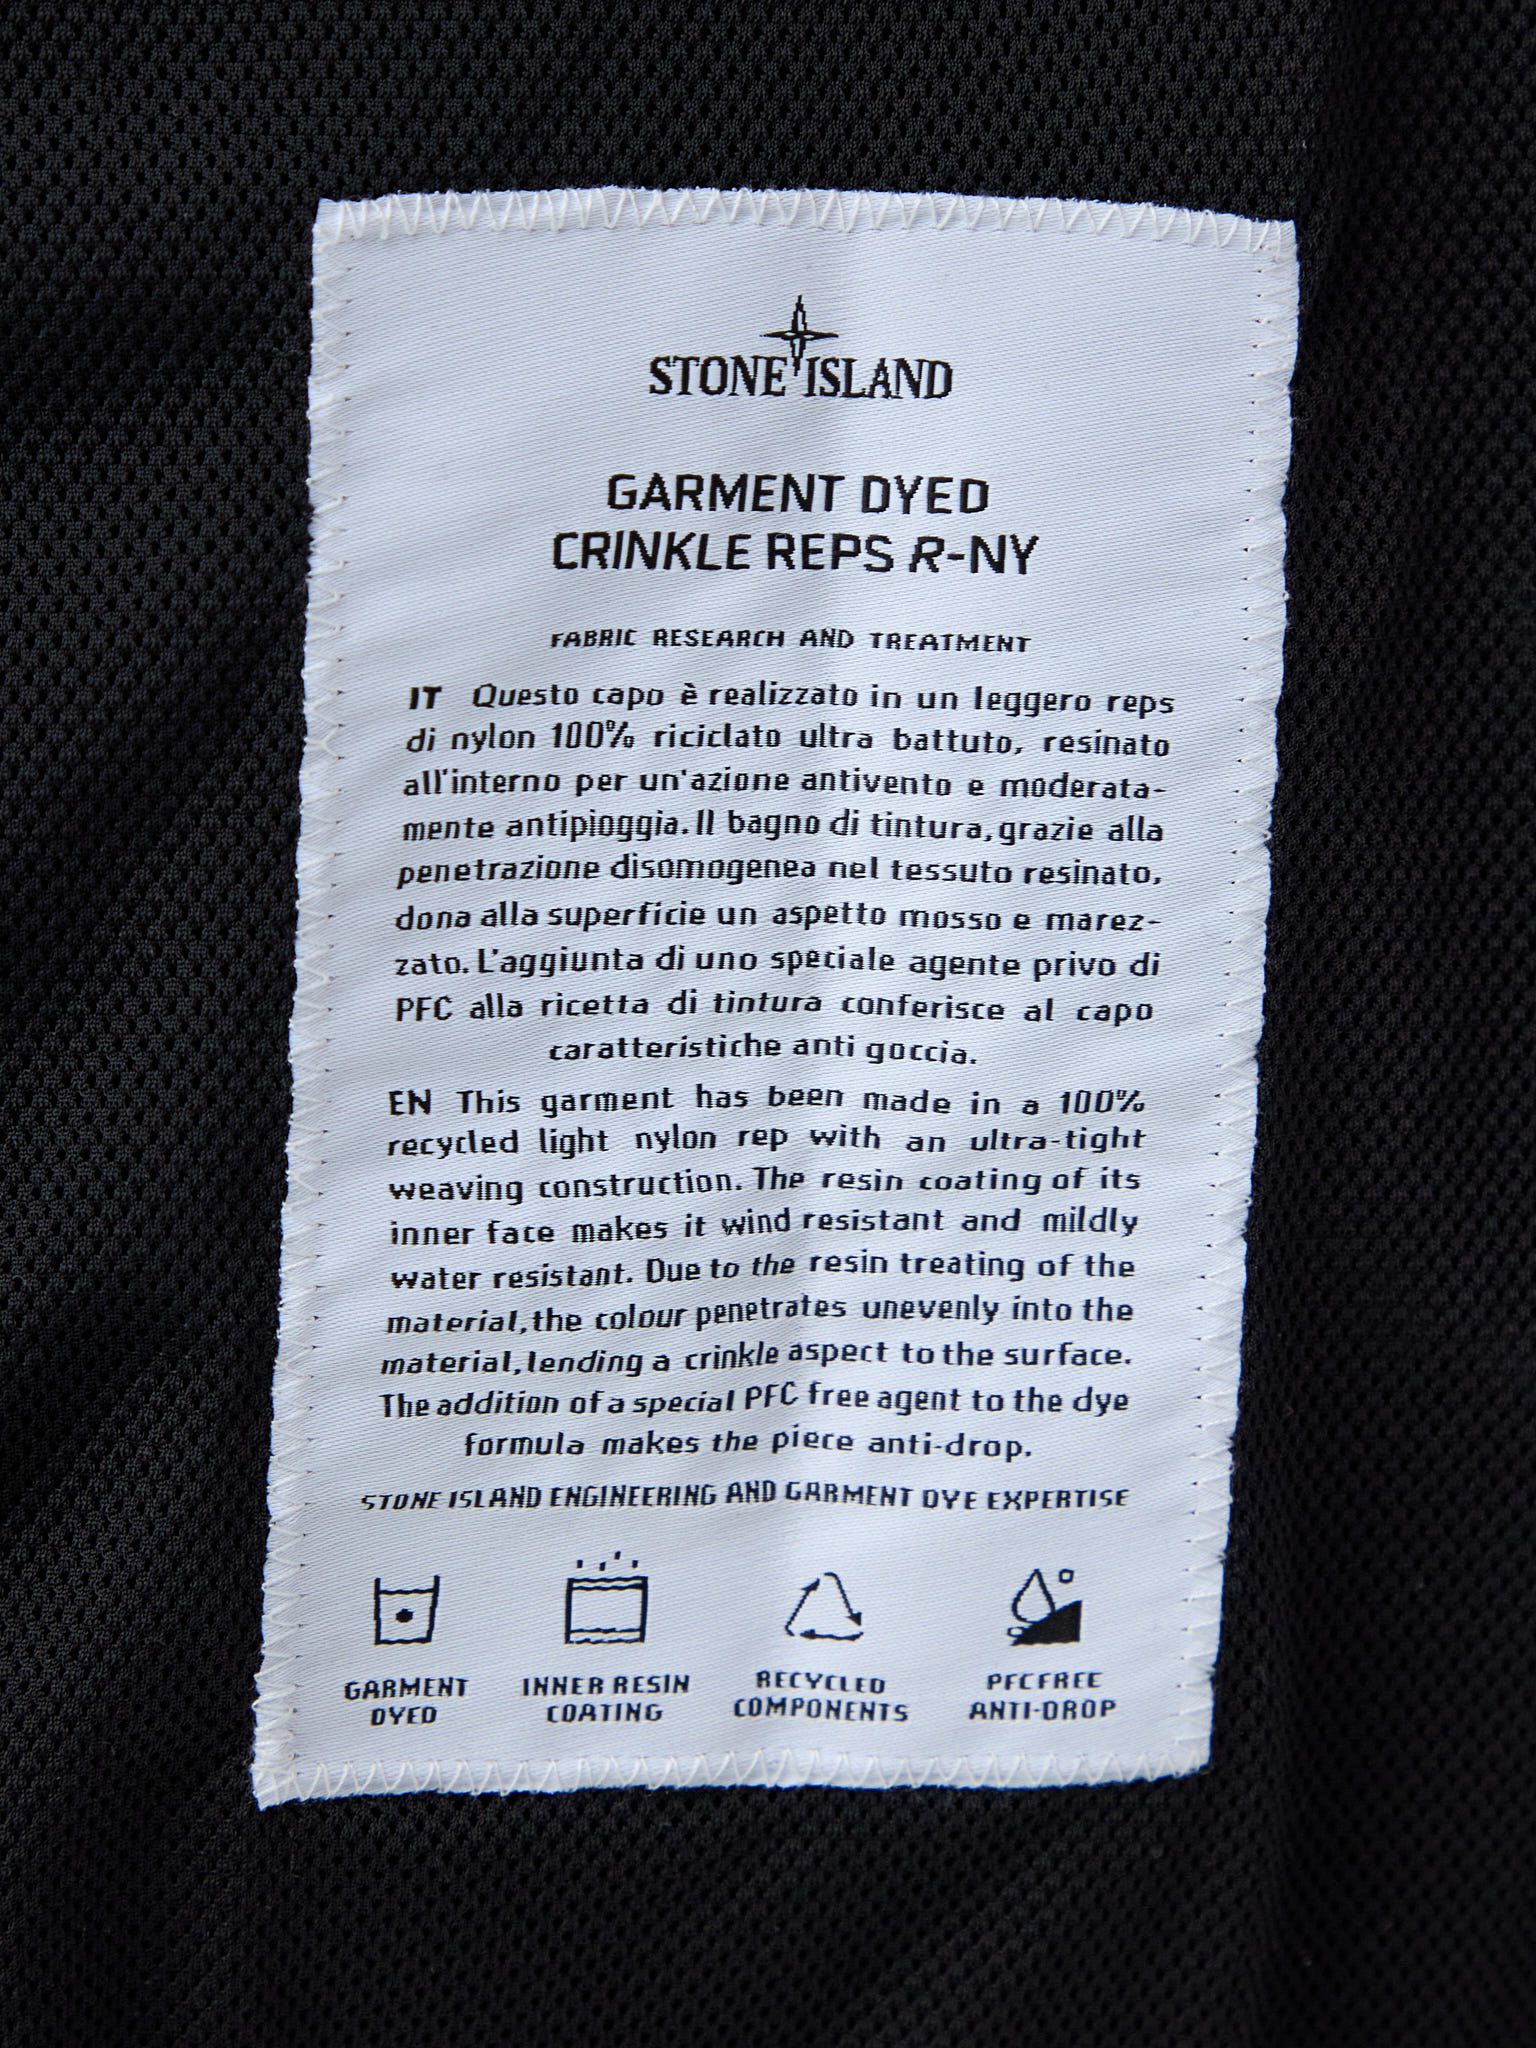 STONE ISLAND
GARMENT DYED
CRINKLE REPS R-NY
FABRIC RESEARCH AND TREATMENT
IT Questo capo è realizzato in un leggero reps
di nylon 100% riciclato ultra battuto, resinato
all'interno per un'azione antivento e moderata-
mente antipioggia. Il bagno di tintura, grazie alla
penetrazione disomogenea nel tessuto resinato,
dona alla superficie un aspetto mosso e marez-
zato. L'aggiunta di uno speciale agente privo di
PFC alla ricetta di tintura conferisce al capo
caratteristiche anti goccia.
EN This garment has been made in a 100%
recycled light nylon rep with an ultra-tight
weaving construction. The resin coating of its
inner face makes it wind resistant and mildly
water resistant. Due to the resin treating of the
material, the colour penetrates unevenly into the
material, lending a crinkle aspect to the surface.
The addition of a special PFC free agent to the dye
formula makes the piece anti-drop.
STONE ISLAND ENGINEERING AND GARMENT DYE EXPERTISE
GARMENT DYED
INNER RESIN COATING
RECYCLED COMPONENTS
PFC FREE ANTI-DROP